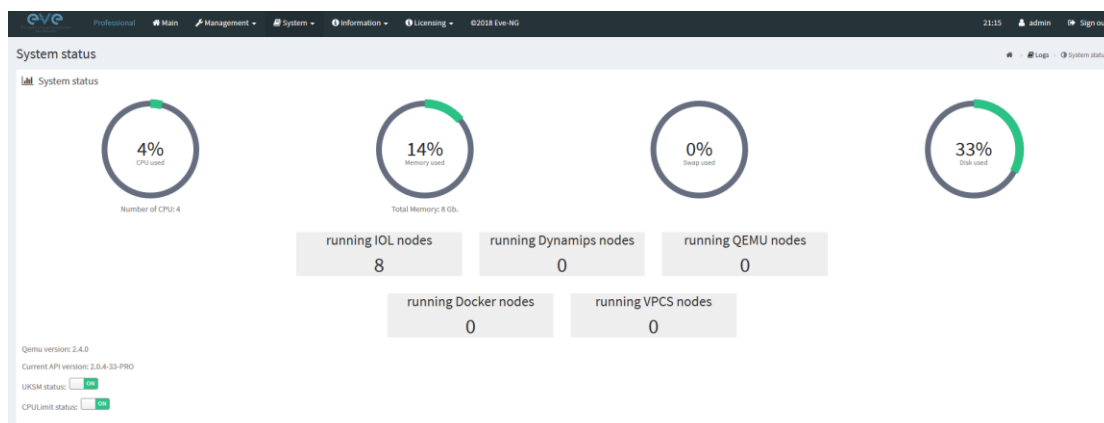 eve Professional Main Management System Information Licensing ©2018 Eve-NG 21:15 admin Sign ou
System status Logs System statu
System status
4% 14% 0% 33%
CPU used Memory used Swap used Disk used
Number of CPU: 4 Total Memory: 8 Gb.
running IOL nodes running Dynamips nodes running QEMU nodes
8 0 0
running Docker nodes running VPCS nodes
0 0
Qemu version: 2.4.0
Current API version: 2.0.4-33-PRO
UKSM status: ON
CPULimit status: ON